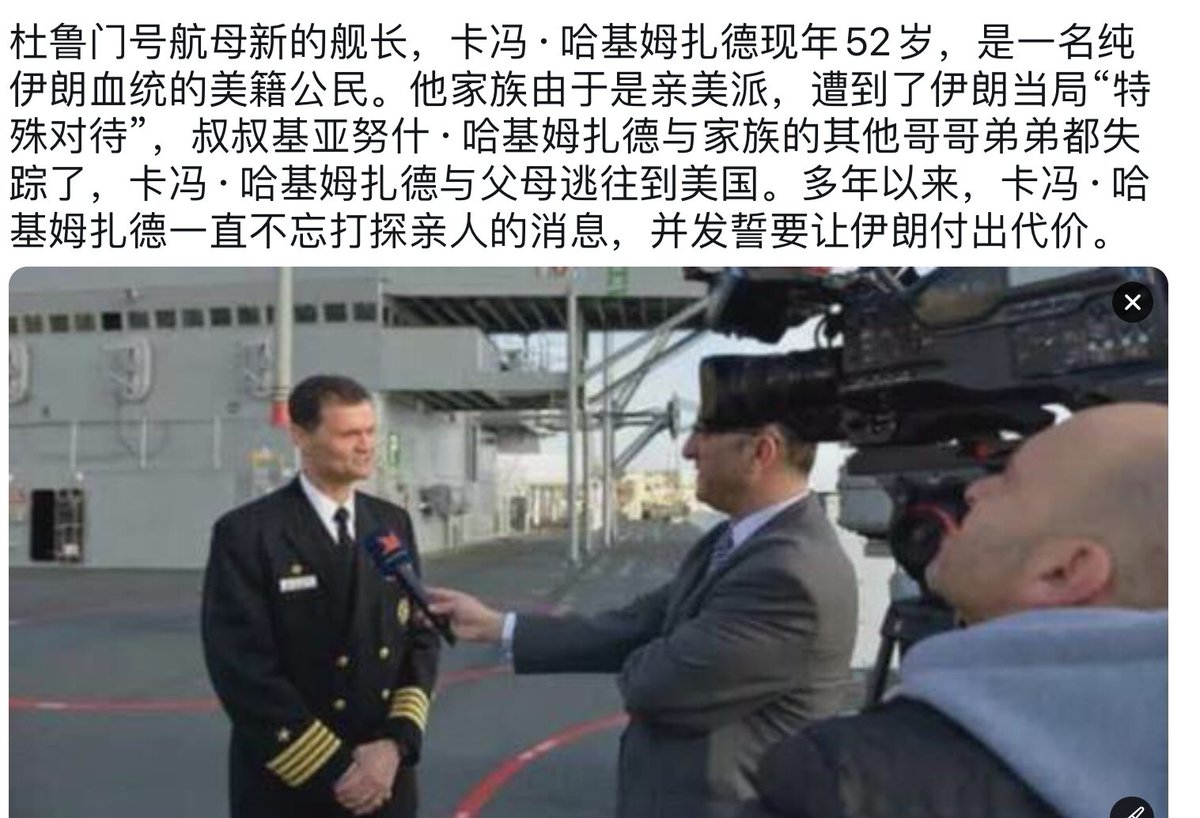 杜鲁门号航母新的舰长，卡冯·哈基姆扎德现年52岁，是一名纯
伊朗血统的美籍公民。他家族由于是亲美派，遭到了伊朗当局“特
殊对待”，叔叔基亚努什·哈基姆扎德与家族的其他哥哥弟弟都失
踪了，卡冯·哈基姆扎德与父母逃往到美国。多年以来，卡冯·哈
基姆扎德一直不忘打探亲人的消息，并发誓要让伊朗付出代价。